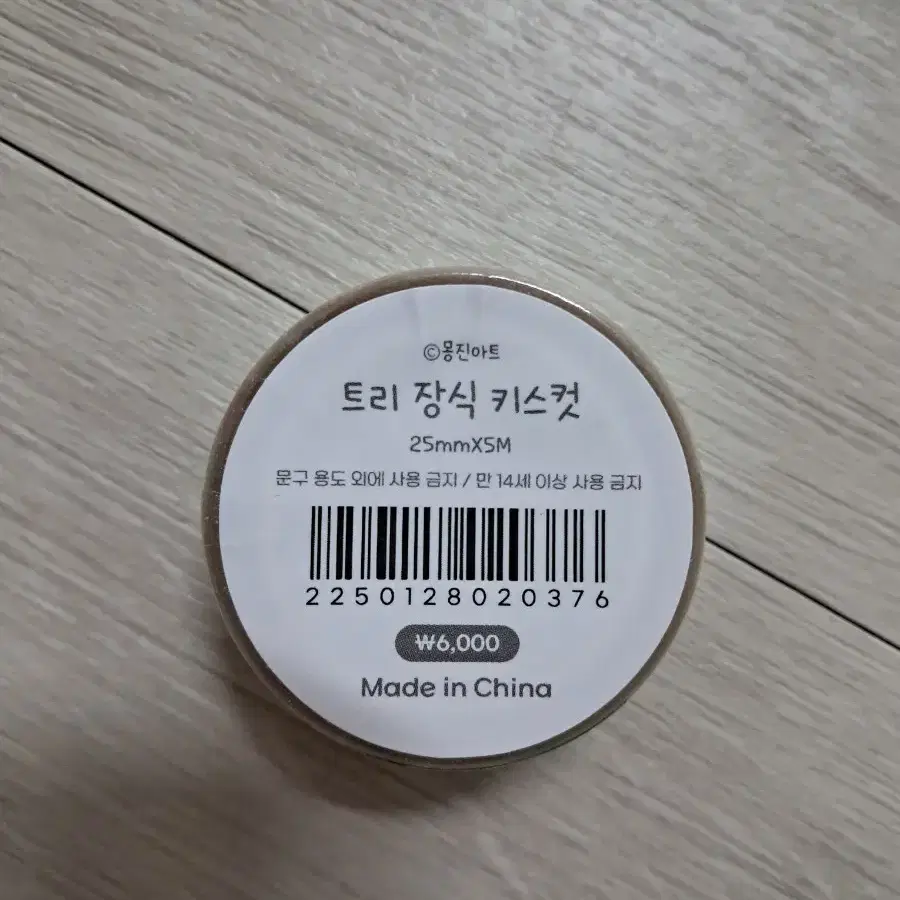 ©몽진아트
트리 장식 키스컷
25mmX5M
문구 용도 외에 사용 금지 / 만 14세 이상 사용 금지
2250128020376
₩6,000
Made in China